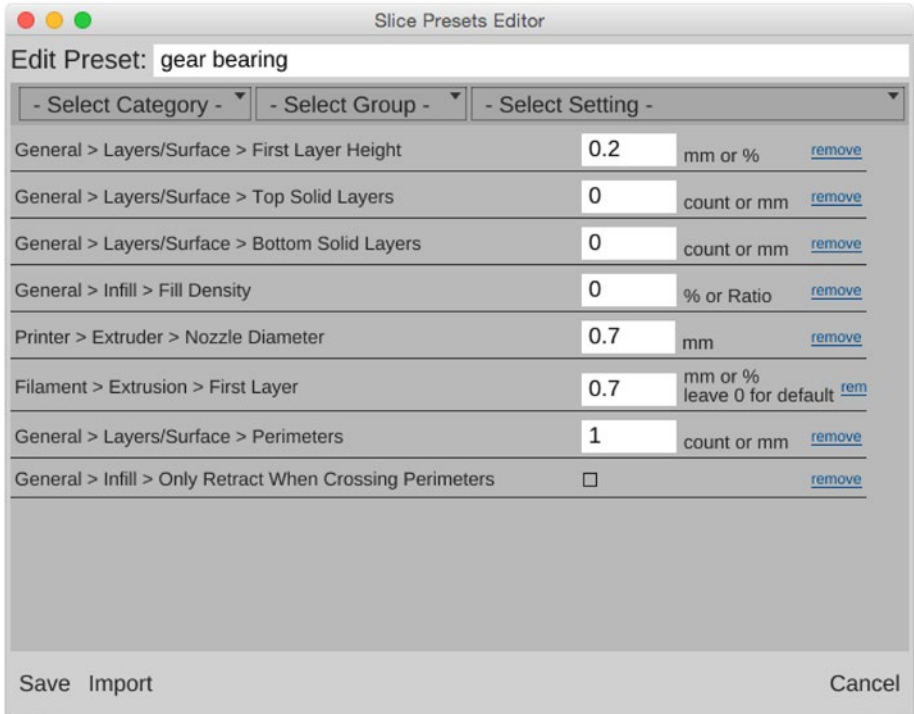 Slice Presets Editor
Edit Preset: gear bearing
- Select Category - - Select Group - - Select Setting -
General > Layers/Surface > First Layer Height 0.2 mm or % remove
General > Layers/Surface > Top Solid Layers 0 count or mm remove
General > Layers/Surface > Bottom Solid Layers 0 count or mm remove
General > Infill > Fill Density 0 % or Ratio remove
Printer > Extruder > Nozzle Diameter 0.7 mm remove
Filament > Extrusion > First Layer 0.7 mm or % leave 0 for default rem
General > Layers/Surface > Perimeters 1 count or mm remove
General > Infill > Only Retract When Crossing Perimeters remove
Save Import Cancel